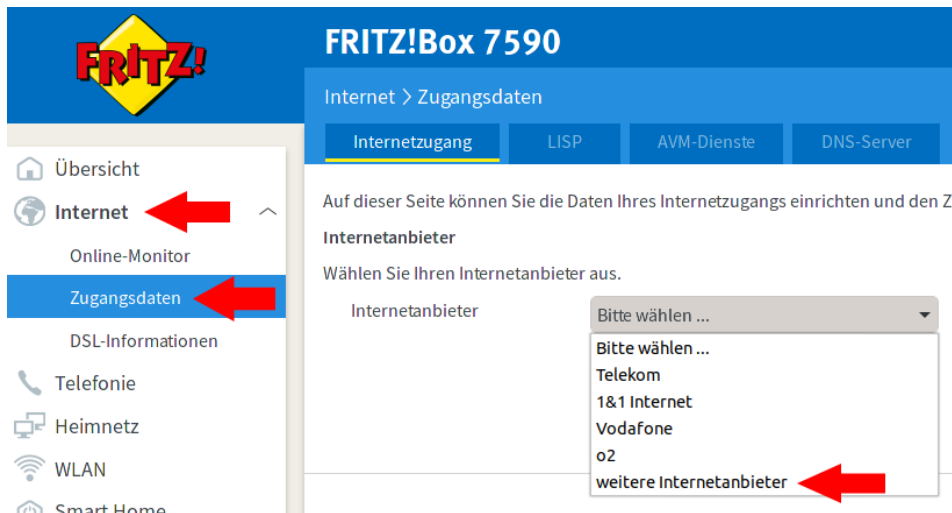 FRITZ!
FRITZ!Box 7590
Internet > Zugangsdaten
Internetzugang
LISP
AVM-Dienste
DNS-Server
Übersicht
Internet
Online-Monitor
Zugangsdaten
DSL-Informationen
Telefonie
Heimnetz
WLAN
Smart Home
Auf dieser Seite können Sie die Daten Ihres Internetzugangs einrichten und den Z
Internetanbieter
Wählen Sie Ihren Internetanbieter aus.
Internetanbieter
Bitte wählen ...
Bitte wählen ...
Telekom
1&1 Internet
Vodafone
o2
weitere Internetanbieter